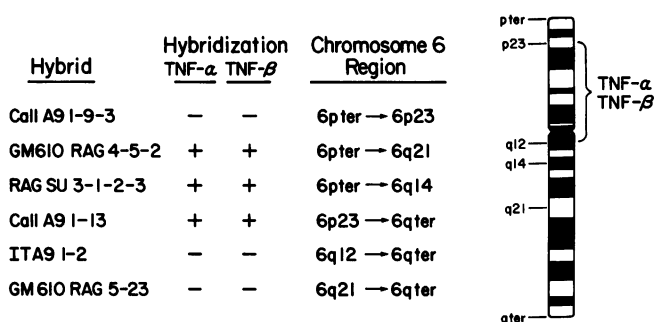 Hybridization Chromosome 6
Hybrid TNF-α TNF-β Region
Call A9 1-9-3 − − 6pter → 6p23
GM610 RAG 4-5-2 + + 6pter → 6q21
RAG SU 3-1-2-3 + + 6pter → 6q14
Call A9 1-13 + + 6p23 → 6qter
ITA9 1-2 − − 6q12 → 6qter
GM610 RAG 5-23 − − 6q21 → 6qter
pter
p23
TNF-α
TNF-β
q12
q14
q21
qter